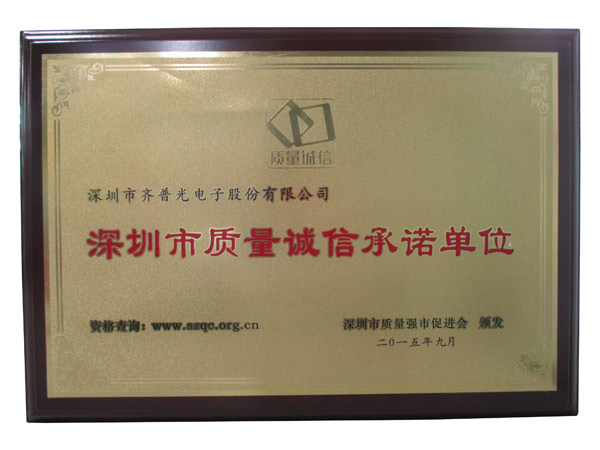 质量诚信
深圳市齐普光电子股份有限公司
深圳市质量诚信承诺单位
资格查询：www.szqc.org.cn
深圳市质量强市促进会 颁发
二〇一五年九月